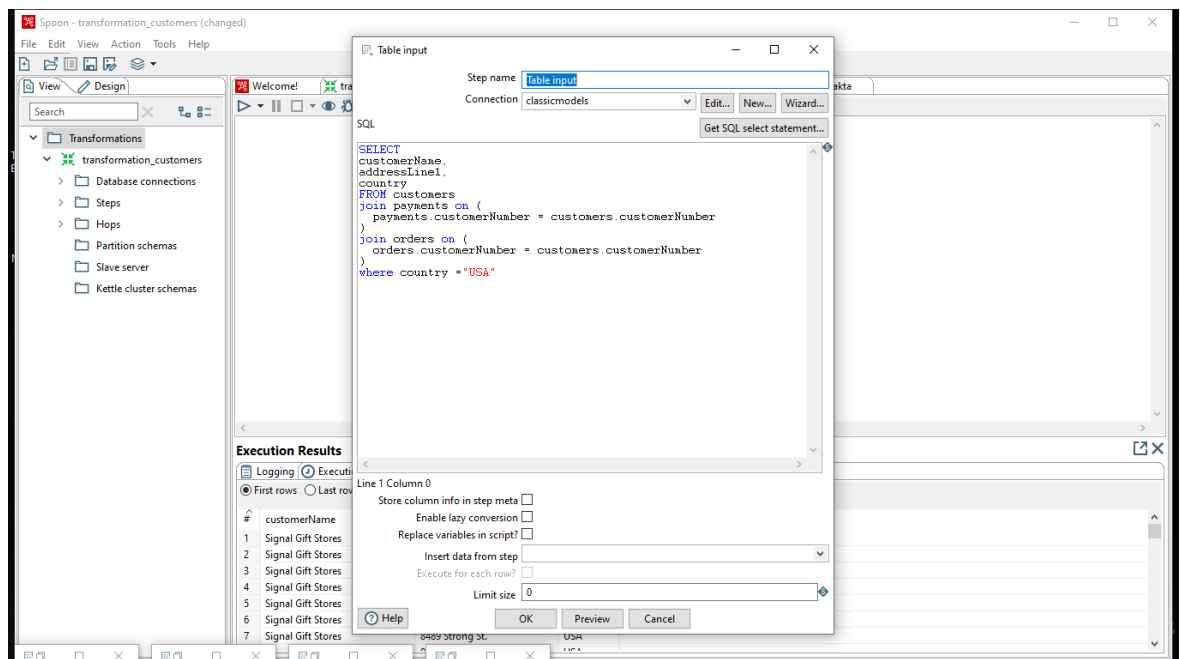 Spoon - transformation_customers (changed)
File Edit View Action Tools Help
View Design
Search
Transformations
transformation_customers
Database connections
Steps
Hops
Partition schemas
Slave server
Kettle cluster schemas
Welcome! tra
akta
Table input
Step name Table input
Connection classicmodels Edit... New... Wizard...
SQL
Get SQL select statement...
SELECT
customerName,
addressLine1,
country
FROM customers
join payments on (
payments.customerNumber = customers.customerNumber
)
join orders on (
orders.customerNumber = customers.customerNumber
)
where country ="USA"
Line 1 Column 0
Store column info in step meta
Enable lazy conversion
Replace variables in script?
Insert data from step
Execute for each row?
Limit size 0
Help OK Preview Cancel
Execution Results
Logging Executi
First rows Last rov
# customerName
1 Signal Gift Stores
2 Signal Gift Stores
3 Signal Gift Stores
4 Signal Gift Stores
5 Signal Gift Stores
6 Signal Gift Stores
7 Signal Gift Stores 8489 Strong St. USA